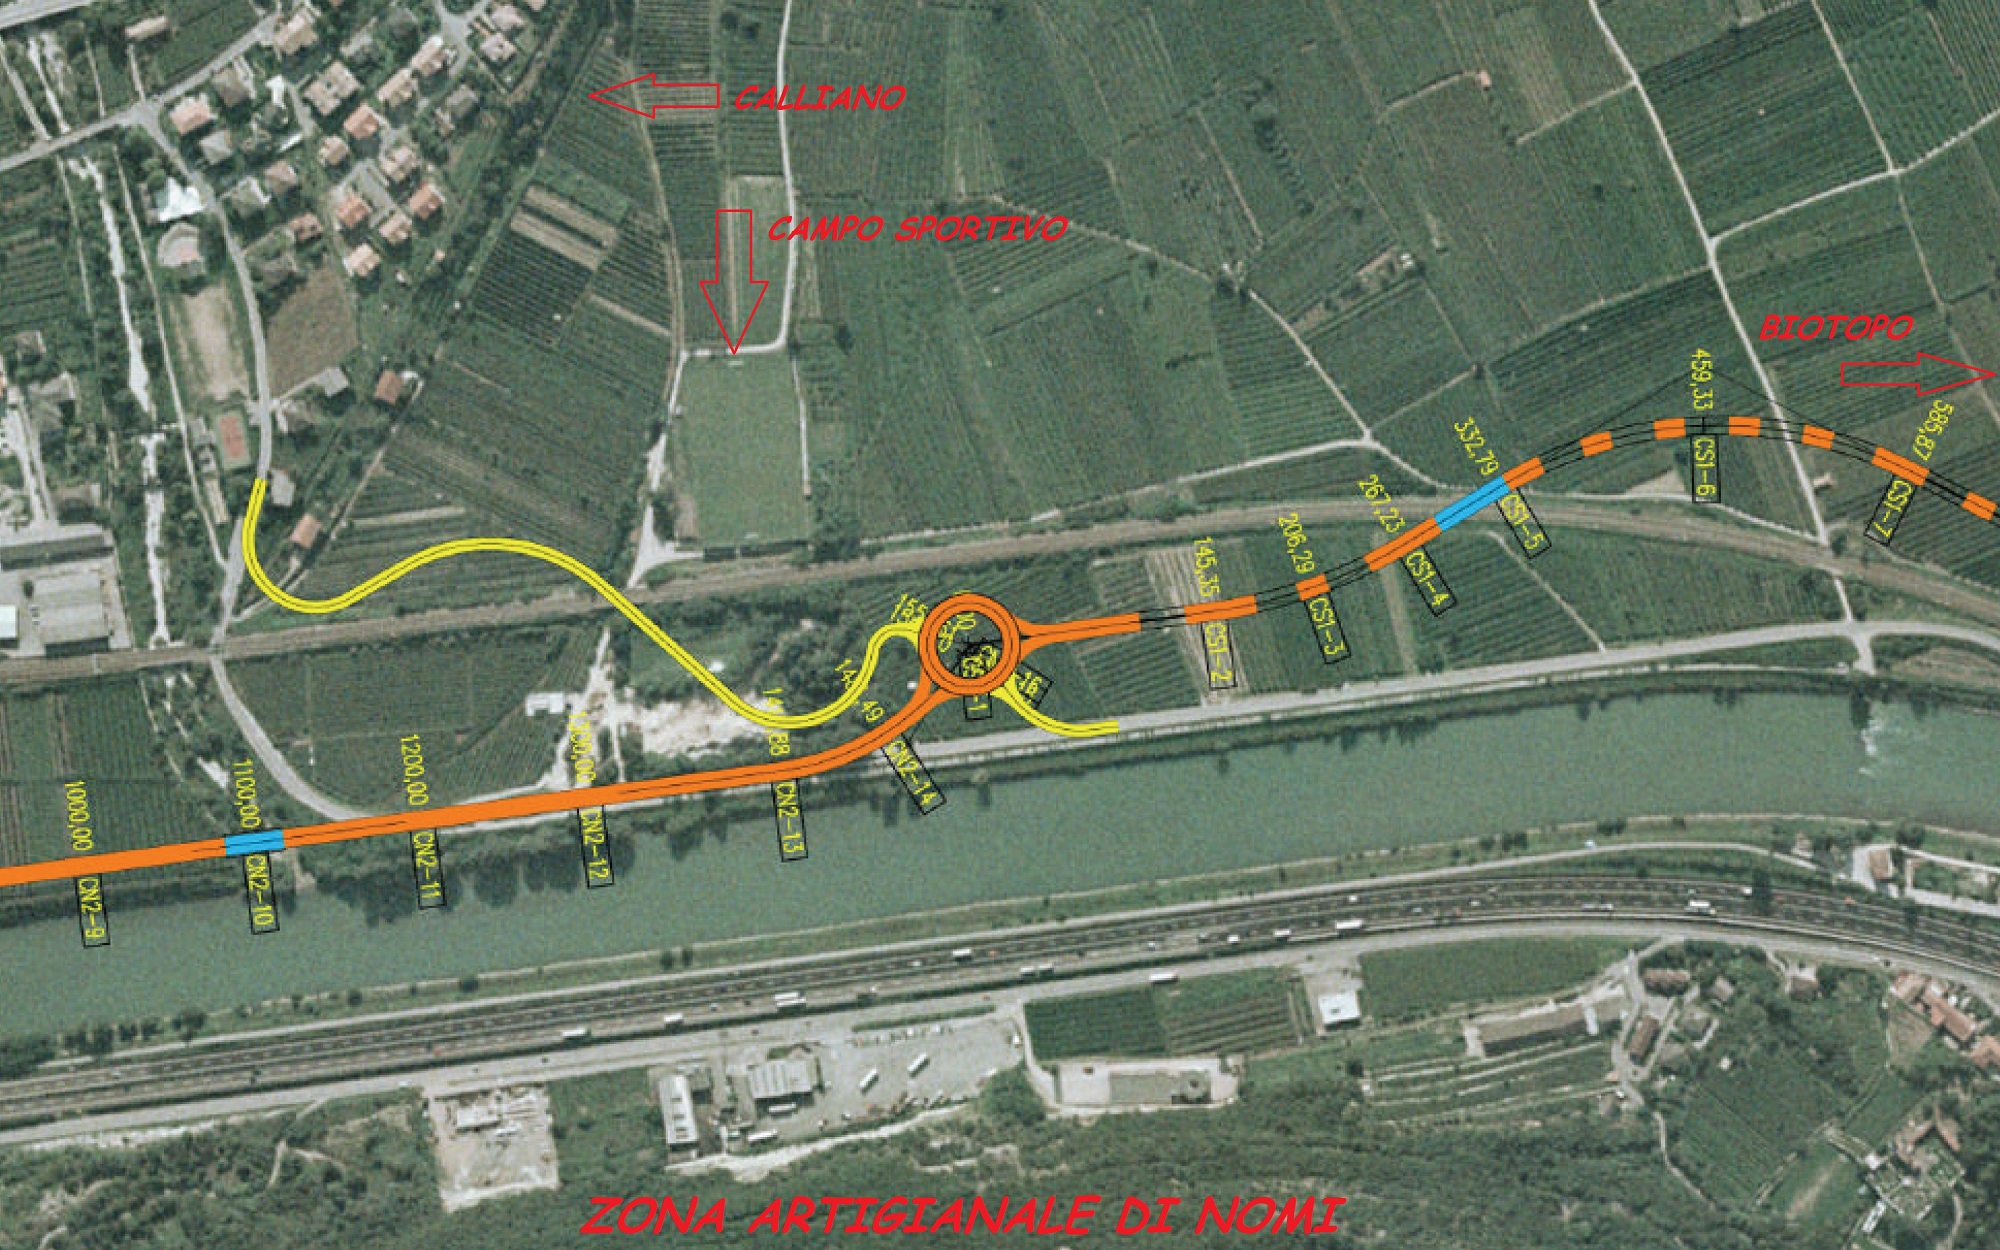 CALLIANO
CAMPO SPORTIVO
BIOTOPO
459,33
CS1-6
585,87
CS1-7
332,79
CS1-5
267,23
CS1-4
206,29
CS1-3
145,35
CS1-2
1000,00
CN2-9
1100,00
CN2-10
1200,00
CN2-11
CN2-12
CN2-13
CN2-14
ZONA ARTIGIANALE DI NOMI